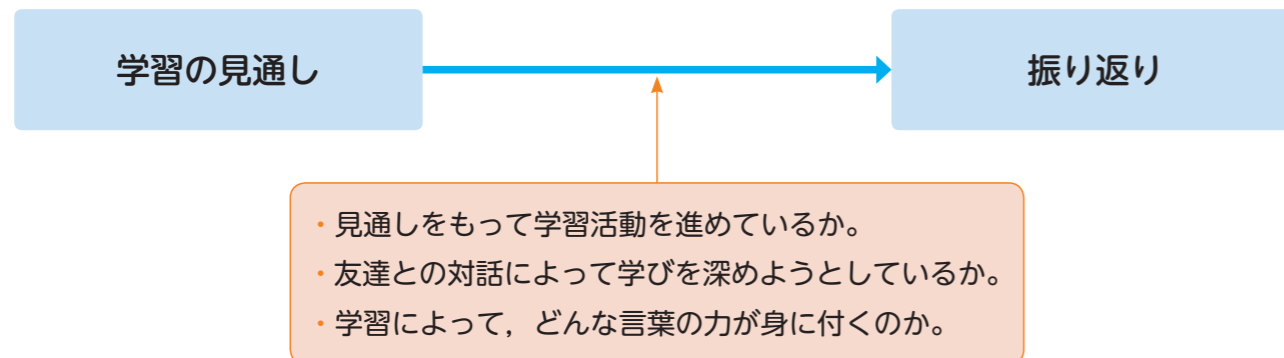 学習の見通し
振り返り
・見通しをもって学習活動を進めているか。
・友達との対話によって学びを深めようとしているか。
・学習によって，どんな言葉の力が身に付くのか。